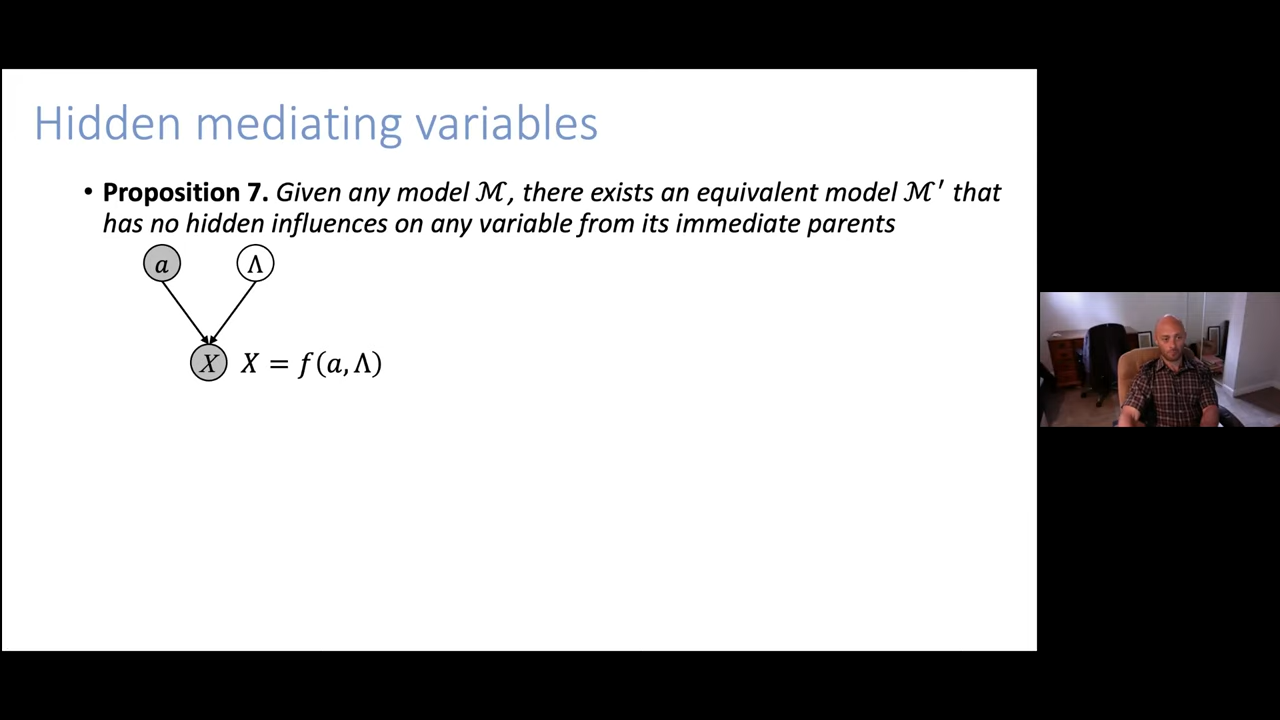 Hidden mediating variables
• Proposition 7. Given any model ℳ, there exists an equivalent model ℳ′ that
has no hidden influences on any variable from its immediate parents
a Λ
X X = f(a, Λ)